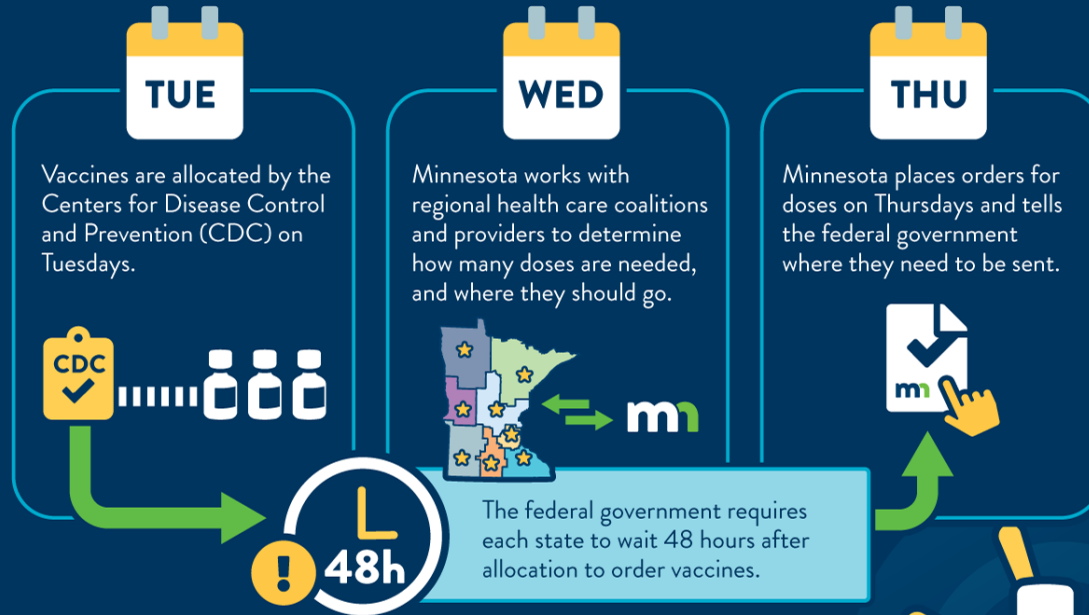 TUE
Vaccines are allocated by the
Centers for Disease Control
and Prevention (CDC) on
Tuesdays.
CDC
WED
Minnesota works with
regional health care coalitions
and providers to determine
how many doses are needed,
and where they should go.
mn
THU
Minnesota places orders for
doses on Thursdays and tells
the federal government
where they need to be sent.
mn
!
48h
The federal government requires
each state to wait 48 hours after
allocation to order vaccines.